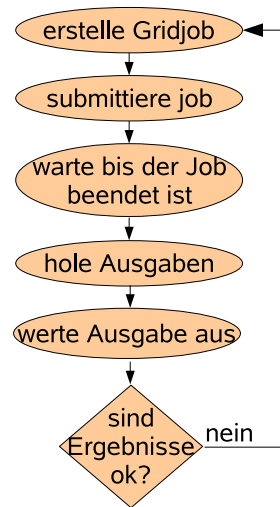 erstelle Gridjob
submittiere job
warte bis der Job
beendet ist
hole Ausgaben
werte Ausgabe aus
sind
Ergebnisse
ok?
nein